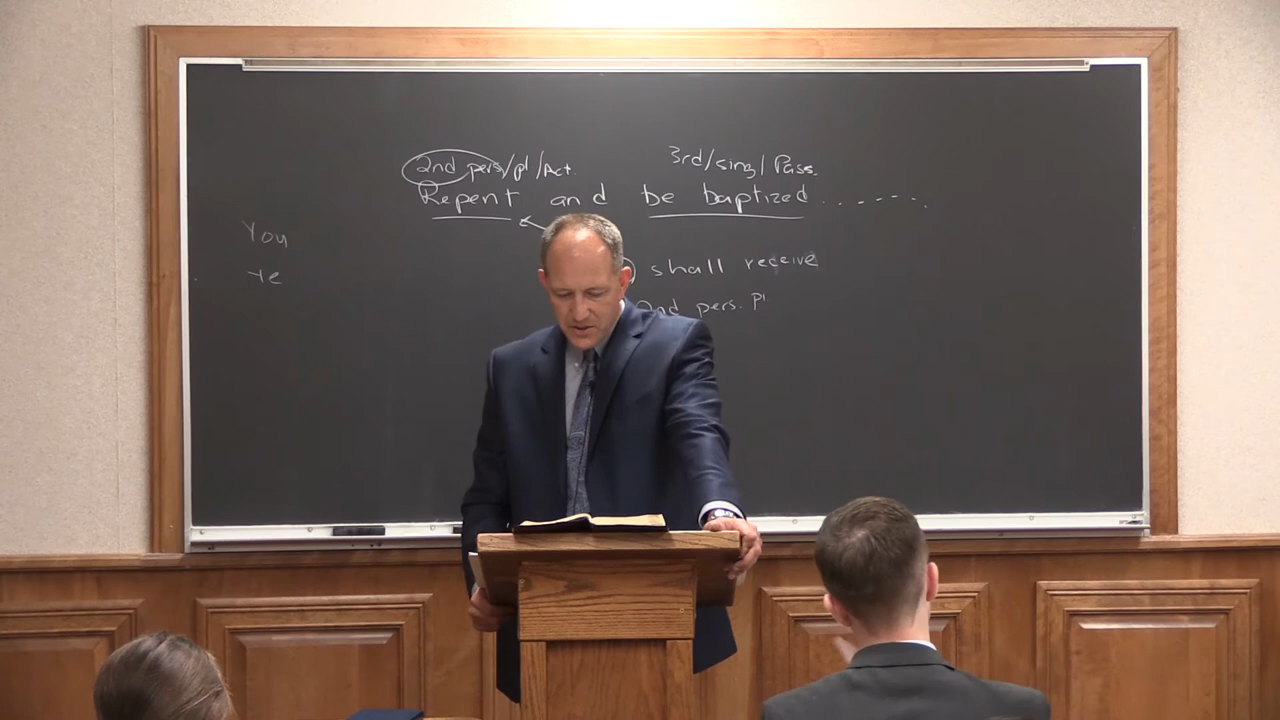 2nd pers/pl/Act. 3rd/sing/Pass.
Repent and be baptized . . . . . . .
You
Ye
shall receive
2nd pers. pl